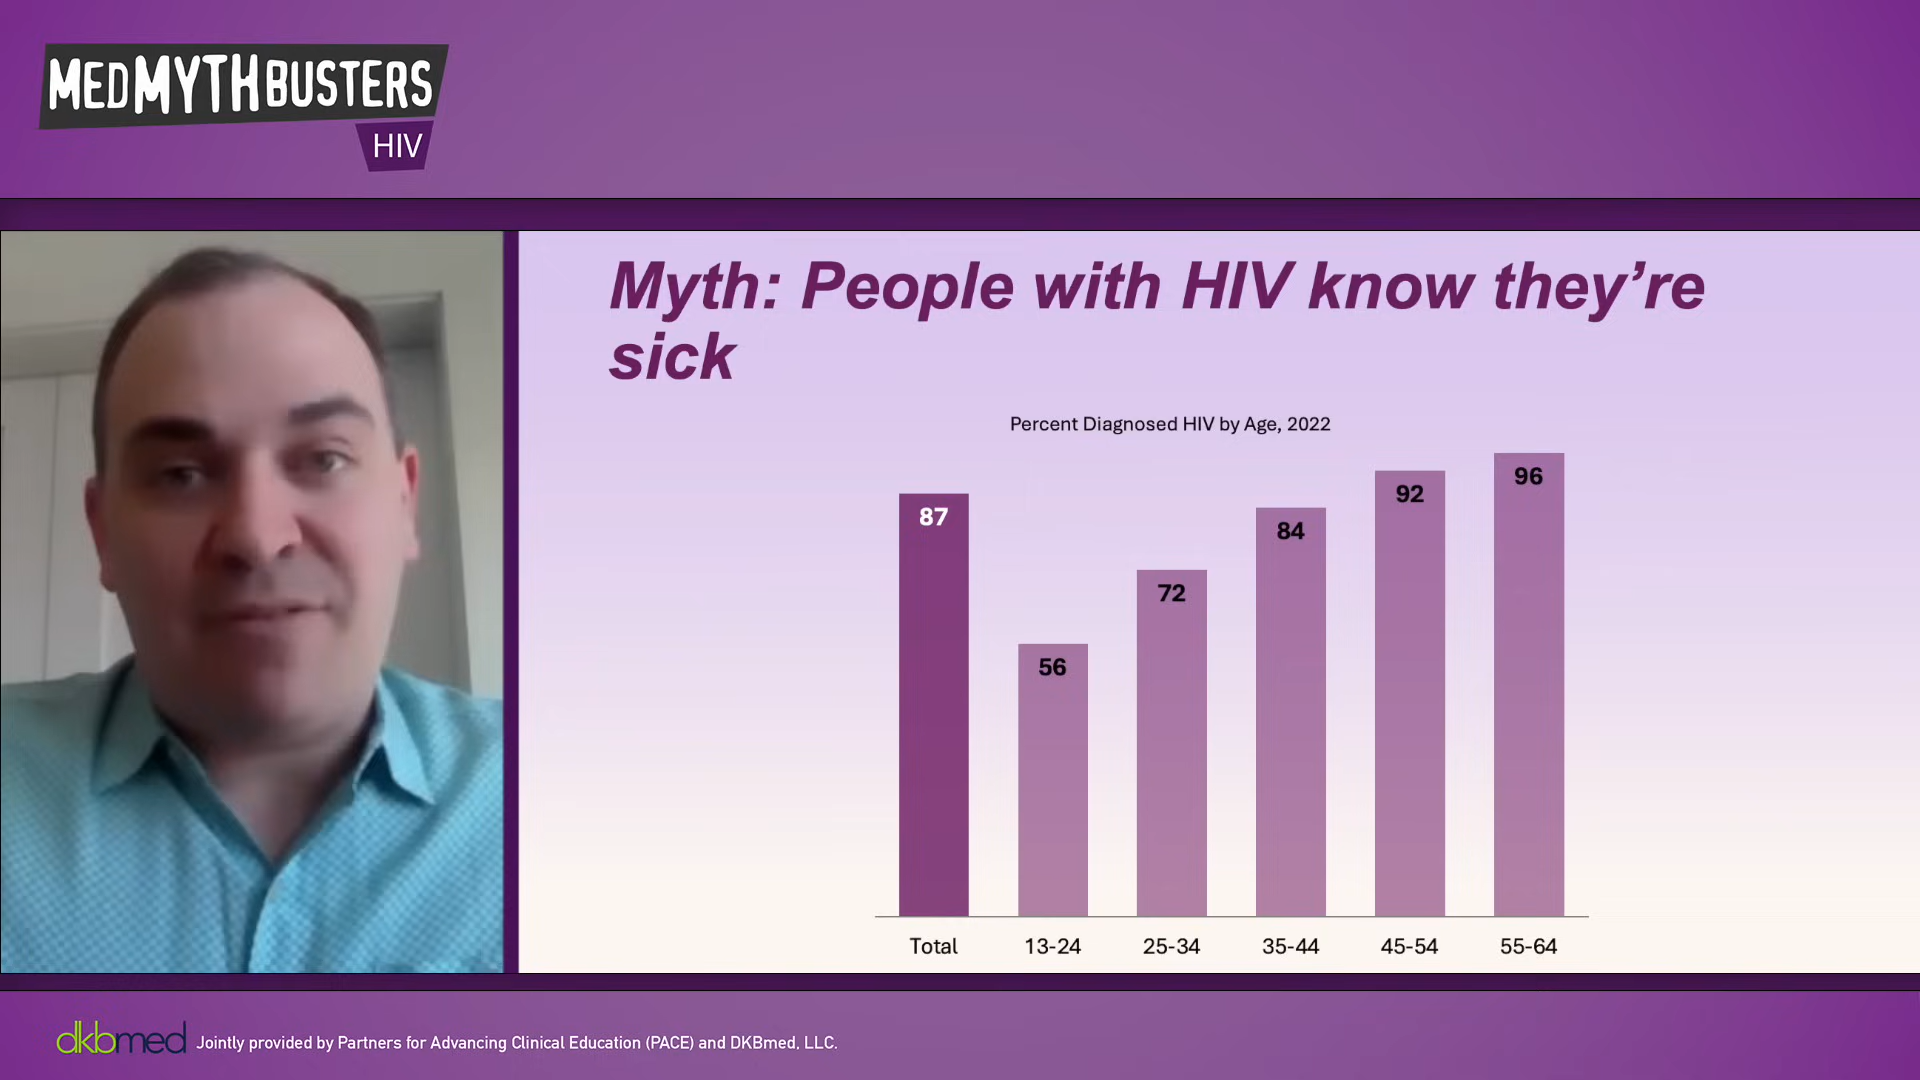 MEDMYTHBUSTERS
HIV
Myth: People with HIV know they’re
sick
Percent Diagnosed HIV by Age, 2022
87
56
72
84
92
96
Total
13-24
25-34
35-44
45-54
55-64
dkbmed
Jointly provided by Partners for Advancing Clinical Education (PACE) and DKBmed, LLC.